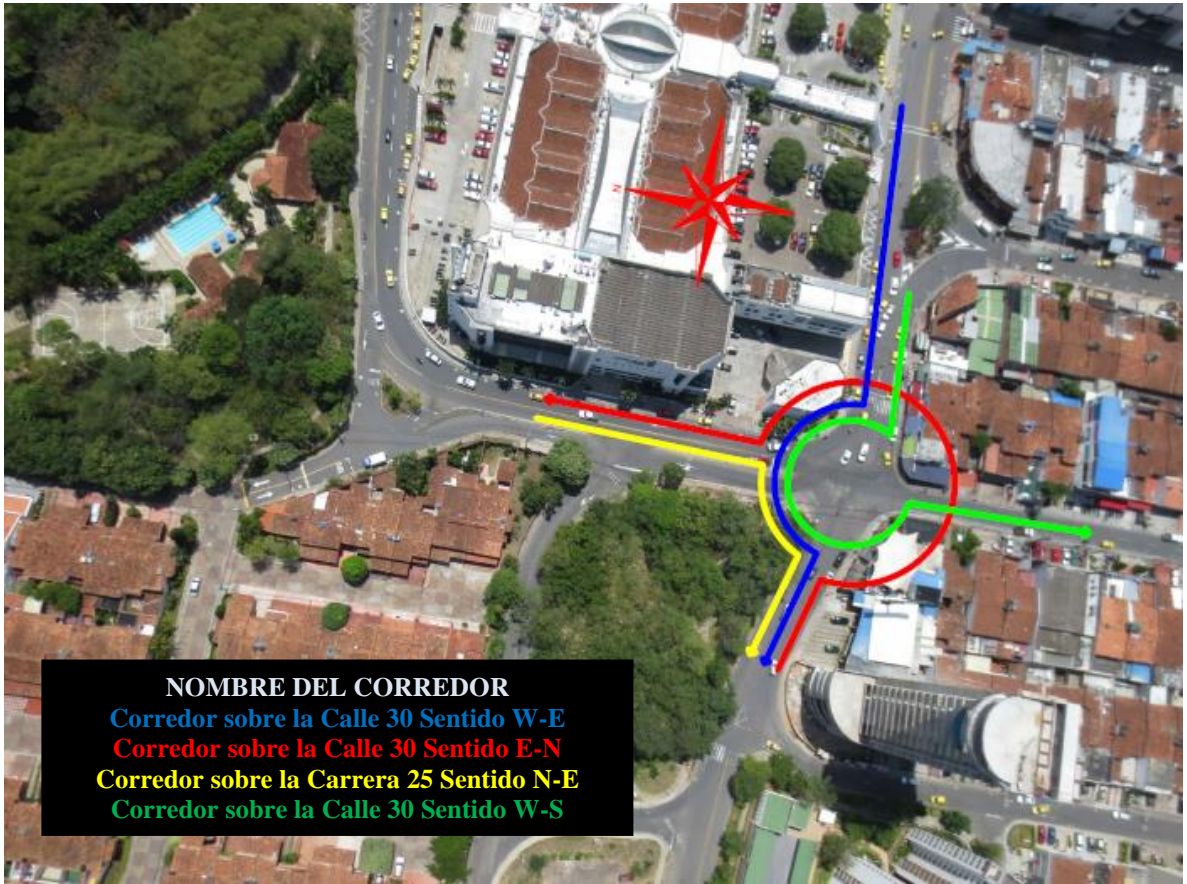 N
NOMBRE DEL CORREDOR
Corredor sobre la Calle 30 Sentido W-E
Corredor sobre la Calle 30 Sentido E-N
Corredor sobre la Carrera 25 Sentido N-E
Corredor sobre la Calle 30 Sentido W-S